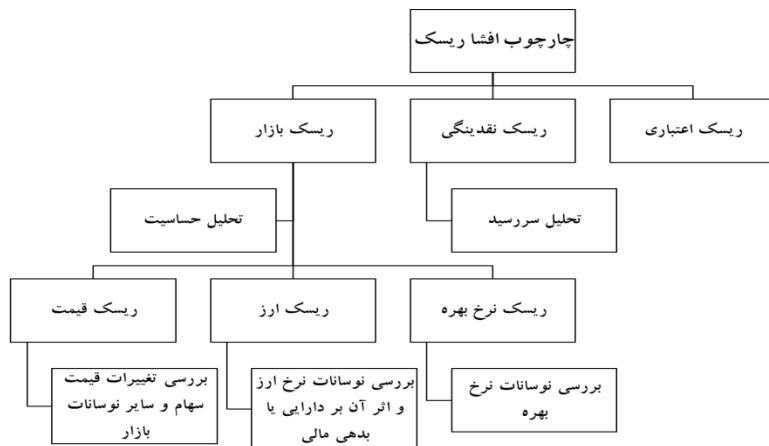 چارچوب افشا ریسک
ریسک اعتباری
ریسک نقدینگی
ریسک بازار
تحلیل سررسید
تحلیل حساسیت
ریسک نرخ بهره
ریسک ارز
ریسک قیمت
بررسی نوسانات نرخ
بهره
بررسی نوسانات نرخ ارز
و اثر آن بر دارایی یا
بدهی مالی
بررسی تغییرات قیمت
سهام و سایر نوسانات
بازار